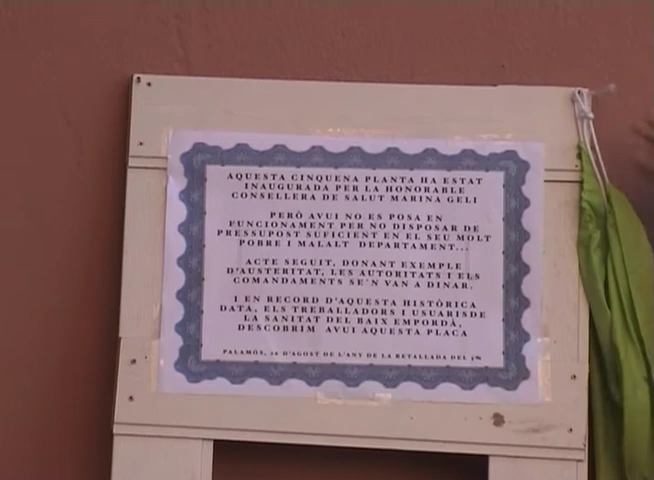 AQUESTA CINQUENA PLANTA HA ESTAT
INAUGURADA PER LA HONORABLE
CONSELLERA DE SALUT MARINA GELI
PERÒ AVUI NO ES POSA EN
FUNCIONAMENT PER NO DISPOSAR DE
PRESSUPOST SUFICIENT EN EL SEU MOLT
POBRE I MALALT DEPARTAMENT...
ACTE SEGUIT, DONANT EXEMPLE
D'AUSTERITAT, LES AUTORITATS I ELS
COMANDAMENTS SE'N VAN A DINAR.
I EN RECORD D'AQUESTA HISTÒRICA
DATA, ELS TREBALLADORS I USUARISDE
LA SANITAT DEL BAIX EMPORDÀ,
DESCOBRIM AVUI AQUESTA PLACA
PALAMÓS, 26 D'AGOST DE L'ANY DE LA RETALLADA DEL 5%